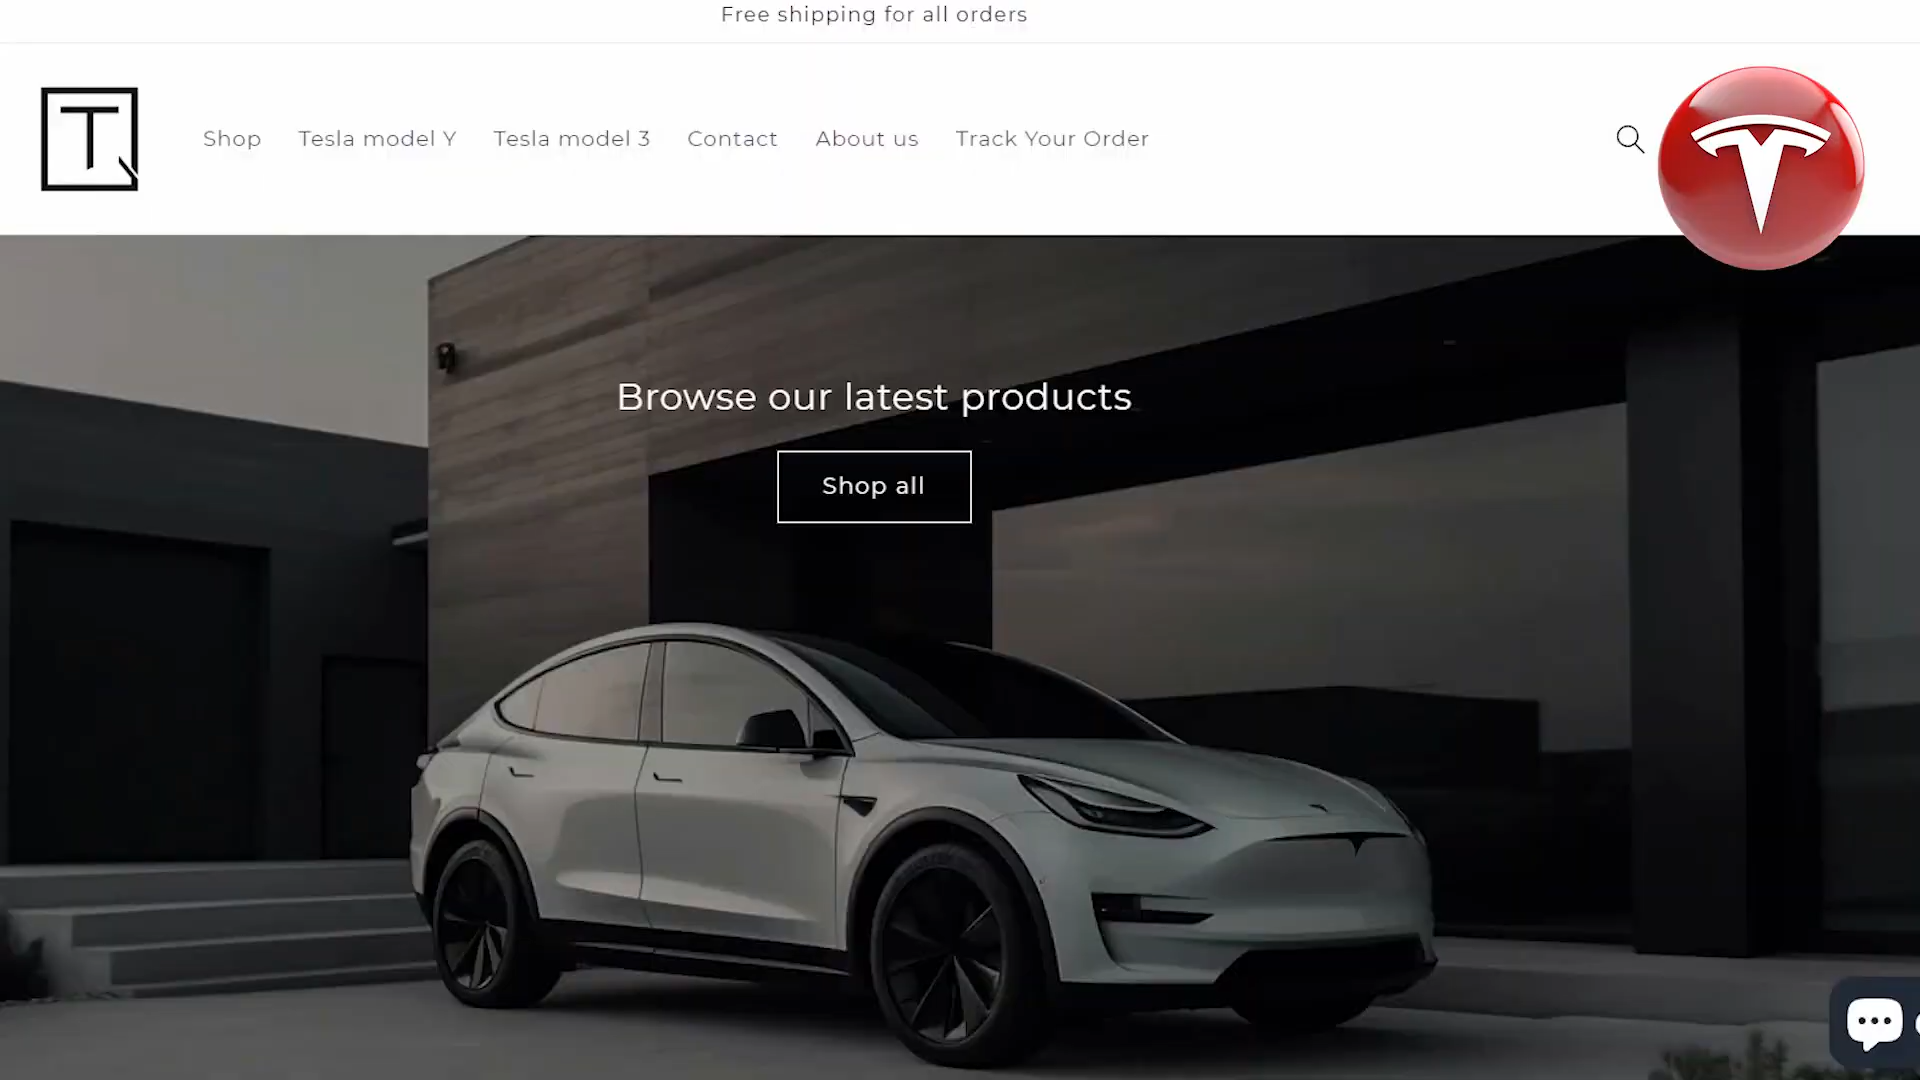 Free shipping for all orders
T
Shop
Tesla model Y
Tesla model 3
Contact
About us
Track Your Order
Browse our latest products
Shop all